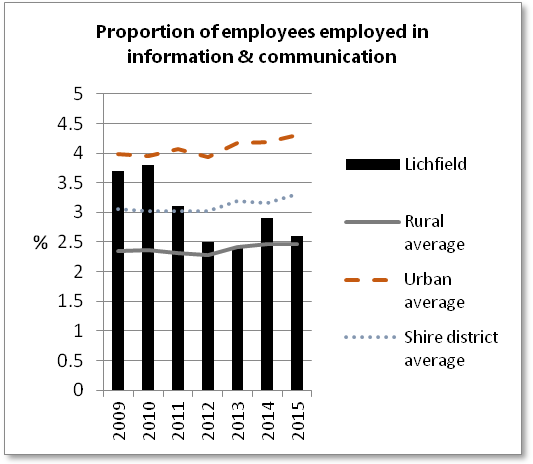 Proportion of employees employed in
information & communication
5
4.5
4
3.5
3
2.5
2
1.5
1
0.5
0
%
2009
2010
2011
2012
2013
2014
2015
Lichfield
Rural
average
Urban
average
Shire district
average